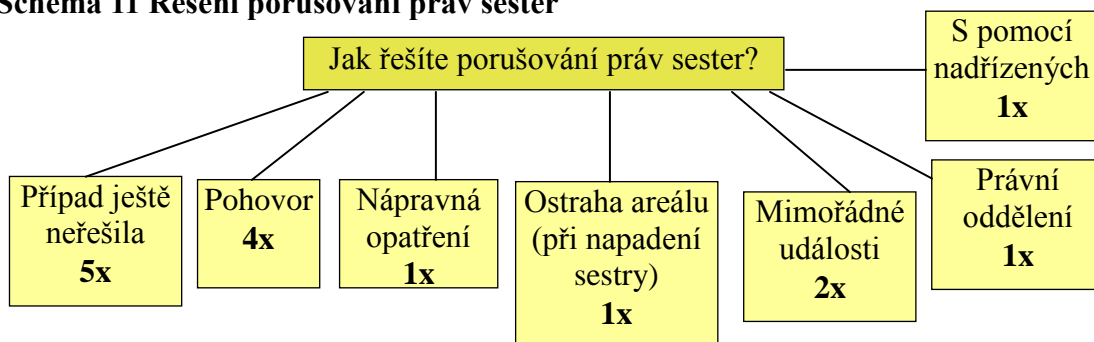 Schéma 11 Řešení porušování práv sester
Jak řešíte porušování práv sester?
S pomocí
nadřízených
1x
Případ ještě
neřešila
5x
Pohovor
4x
Nápravná
opatření
1x
Ostraha areálu
(při napadení
sestry)
1x
Mimořádné
události
2x
Právní
oddělení
1x